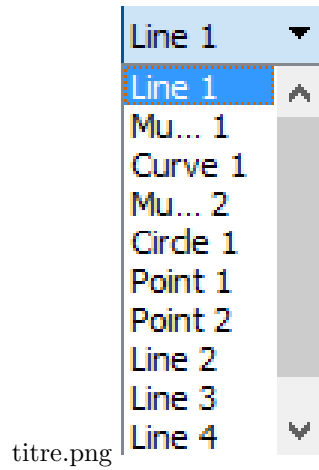 Line 1
Line 1
Mu... 1
Curve 1
Mu... 2
Circle 1
Point 1
Point 2
Line 2
Line 3
Line 4
titre.png